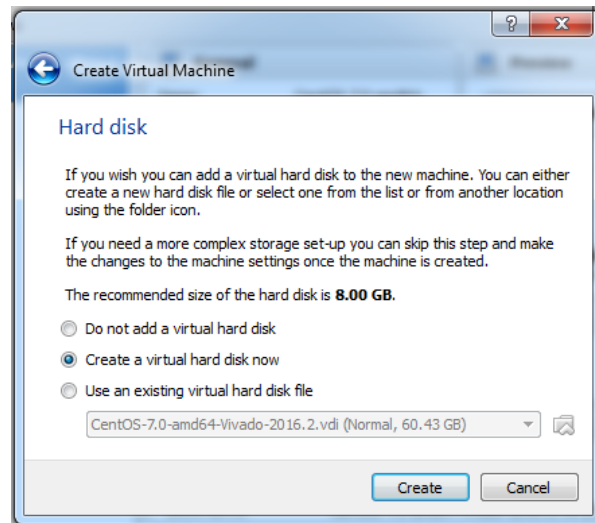 Create Virtual Machine
Hard disk
If you wish you can add a virtual hard disk to the new machine. You can either
create a new hard disk file or select one from the list or from another location
using the folder icon.
If you need a more complex storage set-up you can skip this step and make
the changes to the machine settings once the machine is created.
The recommended size of the hard disk is 8.00 GB.
Do not add a virtual hard disk
Create a virtual hard disk now
Use an existing virtual hard disk file
CentOS-7.0-amd64-Vivado-2016.2.vdi (Normal, 60.43 GB)
Create Cancel